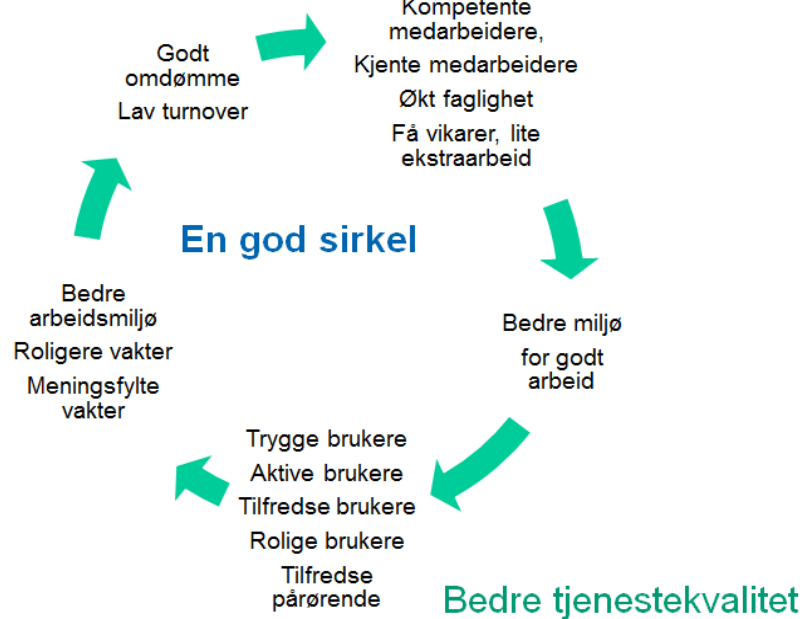 Kompetente
medarbeidere,
Kjente medarbeidere
Økt faglighet
Få vikarer, lite
ekstraarbeid
Godt
omdømme
Lav turnover
En god sirkel
Bedre miljø
for godt
arbeid
Bedre
arbeidsmiljø
Roligere vakter
Meningsfylte
vakter
Trygge brukere
Aktive brukere
Tilfredse brukere
Rolige brukere
Tilfredse
pårørende
Bedre tjenestekvalitet